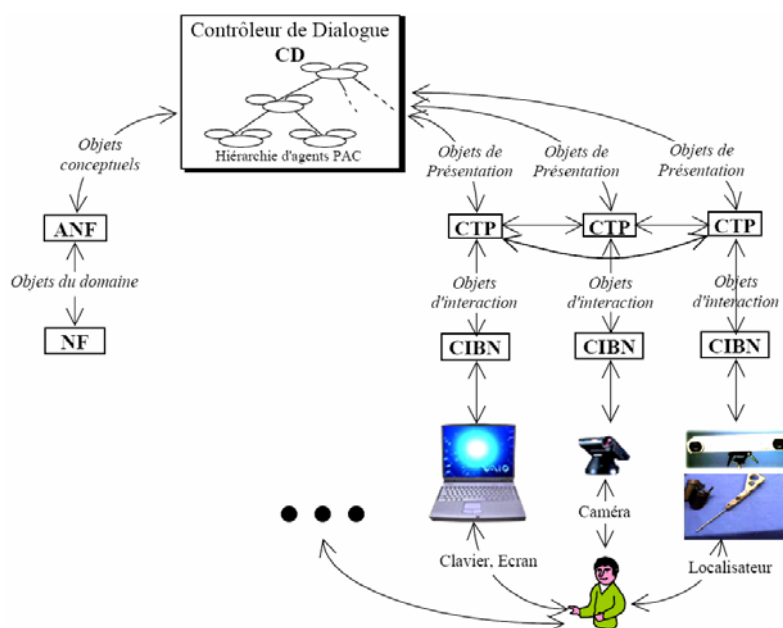 Contrôleur de Dialogue
CD
Hiérarchie d'agents PAC
Objets
conceptuels
ANF
Objets du domaine
NF
Objets de
Présentation
Objets de
Présentation
Objets de
Présentation
CTP
CTP
CTP
Objets
d'interaction
Objets
d'interaction
Objets
d'interaction
CIBN
CIBN
CIBN
VAIO
Caméra
Clavier, Ecran
Localisateur